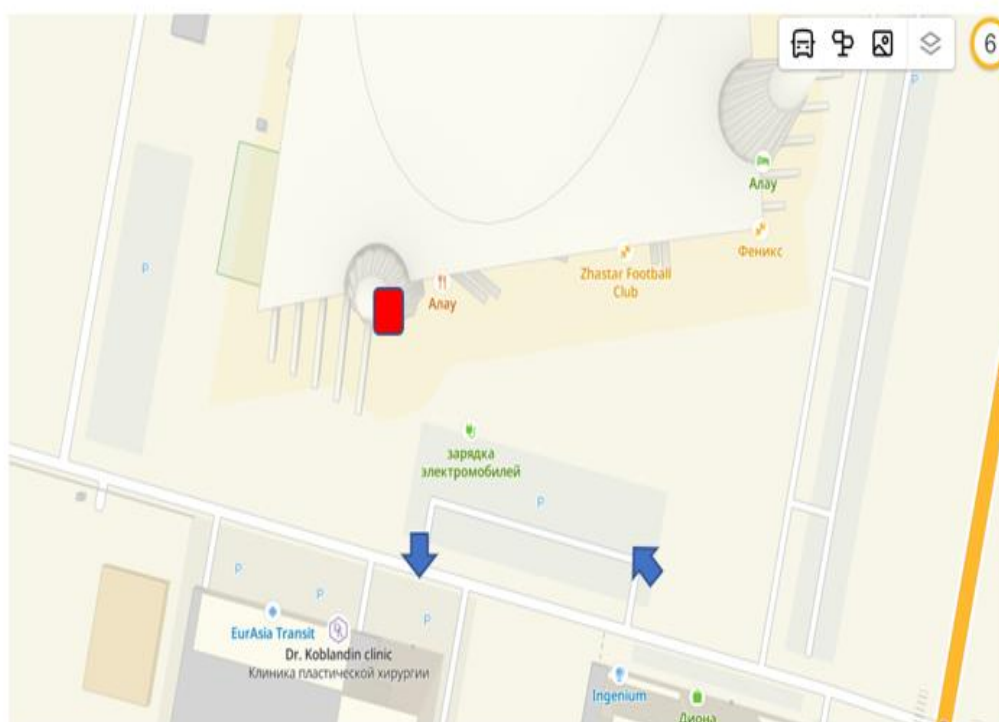 6
P
Алау
Феникс
Zhastar Football
Club
P
Алау
зарядка
электромобилей
P
P
P
P
EurAsia Transit
Dr. Koblandin clinic
Клиника пластической хирургии
Ingenium
Диона